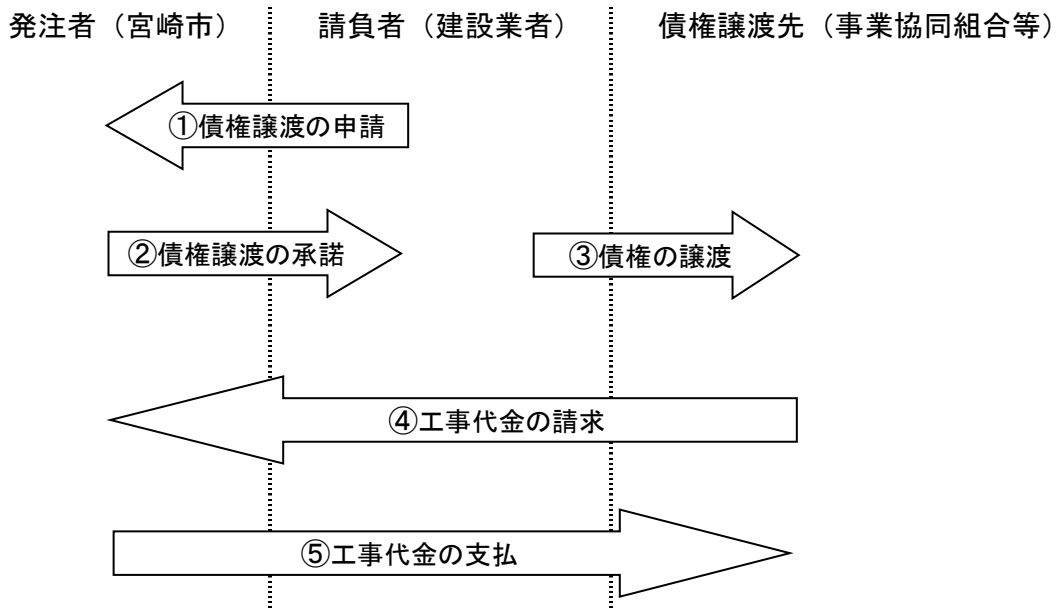 発注者（宮崎市） 請負者（建設業者） 債権譲渡先（事業協同組合等）
①債権譲渡の申請
②債権譲渡の承諾 ③債権の譲渡
④工事代金の請求
⑤工事代金の支払